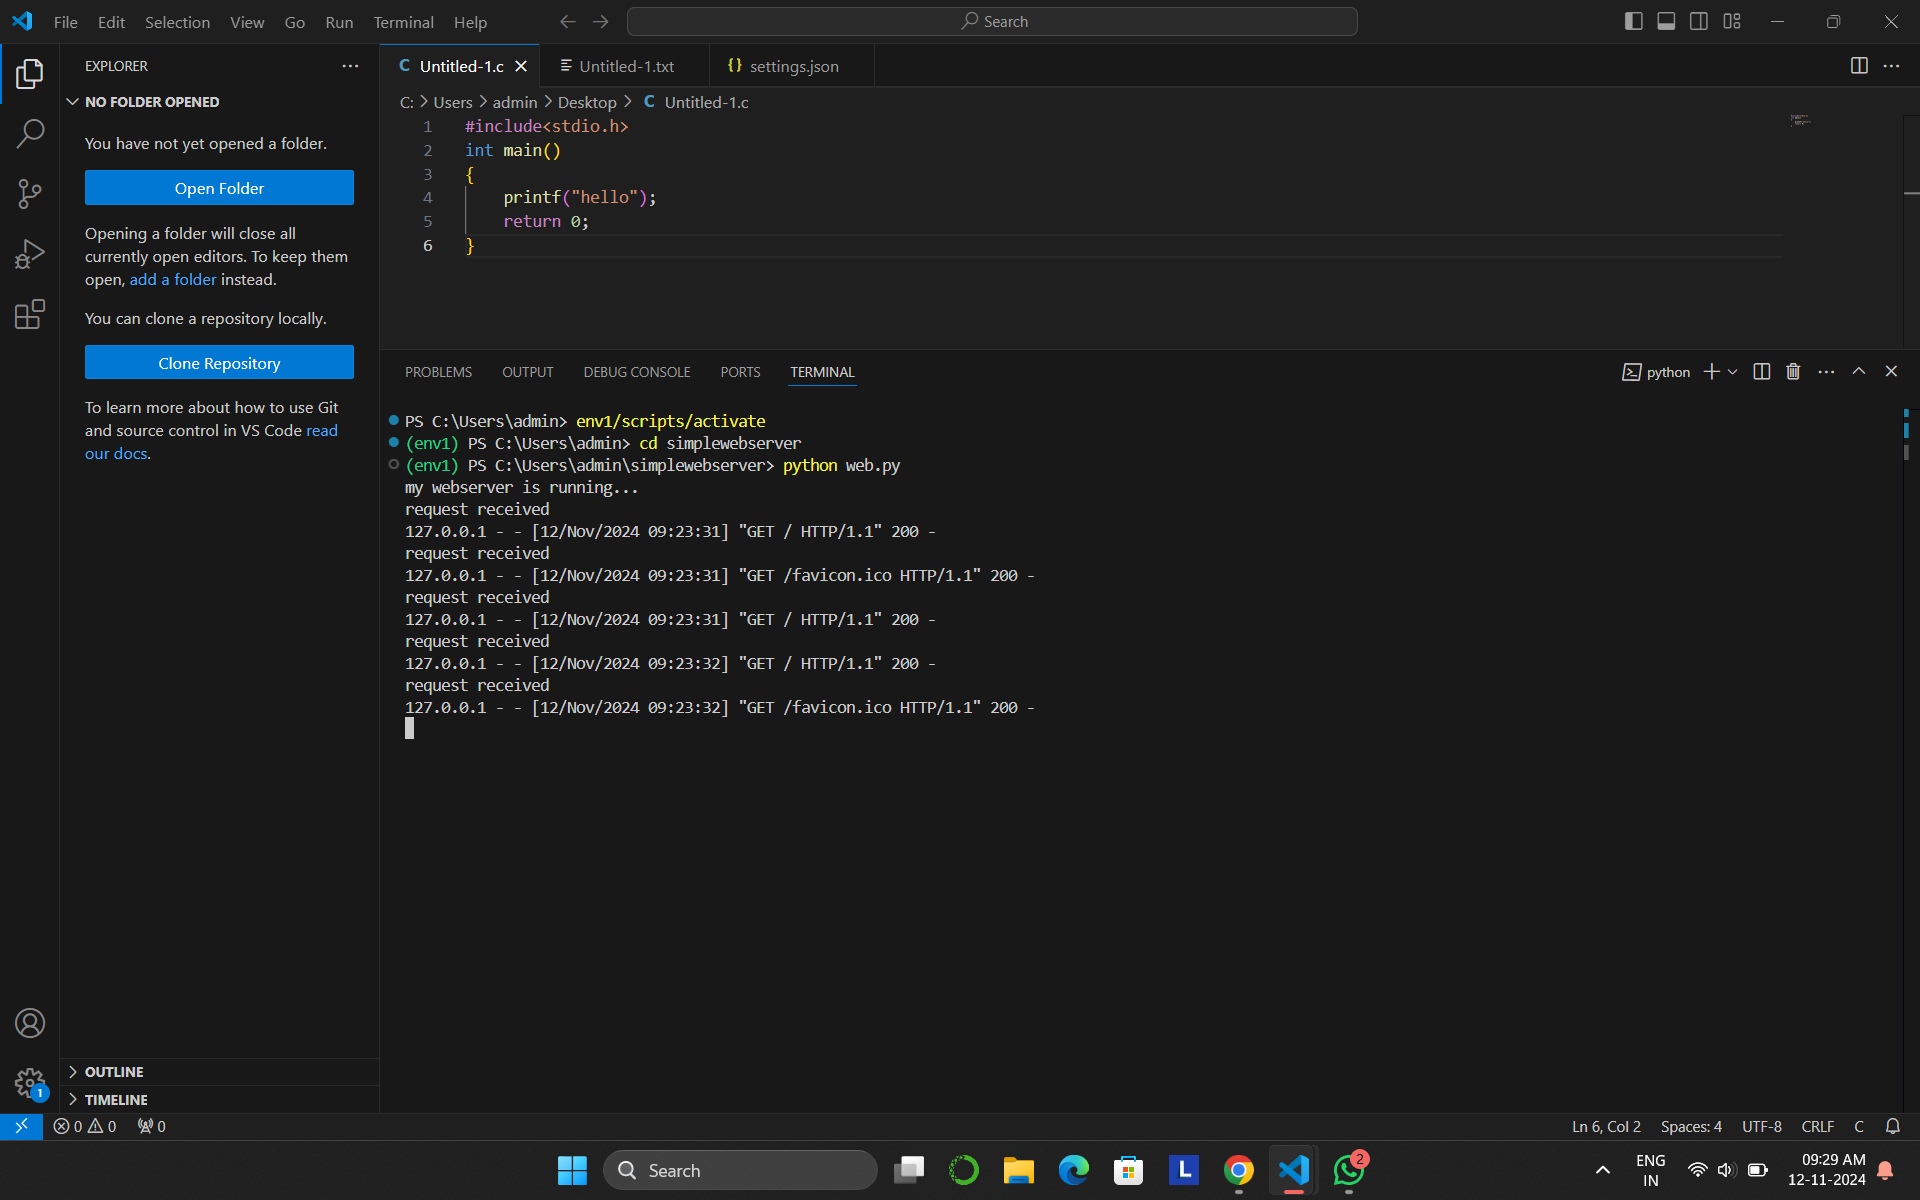 File Edit Selection View Go Run Terminal Help
Search
EXPLORER
NO FOLDER OPENED
You have not yet opened a folder.
Open Folder
Opening a folder will close all
currently open editors. To keep them
open, add a folder instead.
You can clone a repository locally.
Clone Repository
To learn more about how to use Git
and source control in VS Code read
our docs.
OUTLINE
TIMELINE
C Untitled-1.c Untitled-1.txt {} settings.json
C: > Users > admin > Desktop > C Untitled-1.c
1 #include<stdio.h>
2 int main()
3 {
4 printf("hello");
5 return 0;
6 }
PROBLEMS OUTPUT DEBUG CONSOLE PORTS TERMINAL
python
PS C:\Users\admin> env1/scripts/activate
(env1) PS C:\Users\admin> cd simplewebserver
(env1) PS C:\Users\admin\simplewebserver> python web.py
my webserver is running...
request received
127.0.0.1 - - [12/Nov/2024 09:23:31] "GET / HTTP/1.1" 200 -
request received
127.0.0.1 - - [12/Nov/2024 09:23:31] "GET /favicon.ico HTTP/1.1" 200 -
request received
127.0.0.1 - - [12/Nov/2024 09:23:31] "GET / HTTP/1.1" 200 -
request received
127.0.0.1 - - [12/Nov/2024 09:23:32] "GET / HTTP/1.1" 200 -
request received
127.0.0.1 - - [12/Nov/2024 09:23:32] "GET /favicon.ico HTTP/1.1" 200 -
1
0 0 0
Ln 6, Col 2 Spaces: 4 UTF-8 CRLF C
Search
L
2
ENG
IN
09:29 AM
12-11-2024